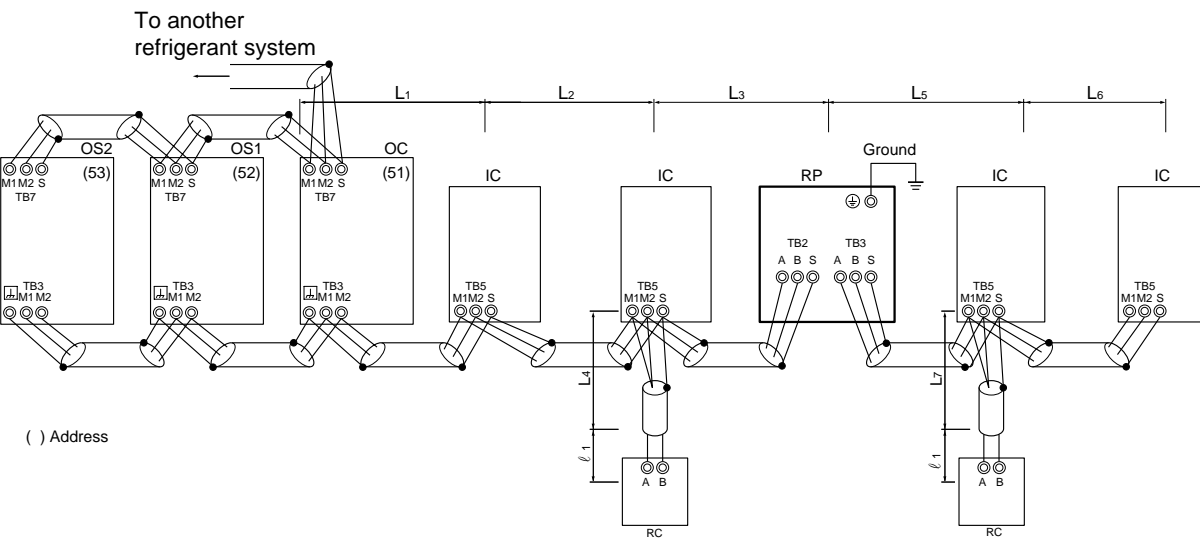 To another
refrigerant system
L1 L2 L3 L5 L6
OS2 OS1 OC Ground
(53) (52) (51)
IC IC RP IC IC
M1 M2 S M1 M2 S M1 M2 S
TB7 TB7 TB7
TB2 TB3
A B S A B S
TB3 TB3 TB3 TB5 TB5 TB5 TB5
M1 M2 M1 M2 M1 M2 M1 M2 S M1 M2 S M1 M2 S M1 M2 S
L4 L7
( ) Address
ℓ 1 ℓ 1
A B A B
RC RC